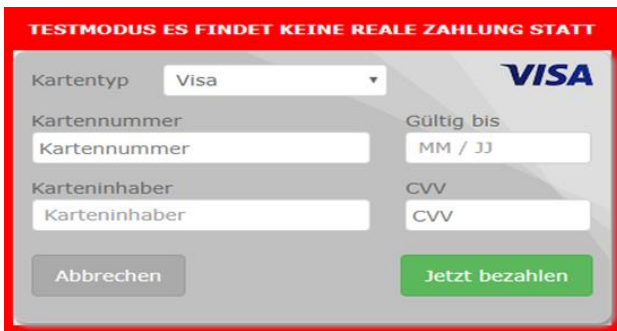 TESTMODUS ES FINDET KEINE REALE ZAHLUNG STATT
Kartentyp Visa VISA
Kartennummer Gültig bis
Kartennummer MM / JJ
Karteninhaber CVV
Karteninhaber CVV
Abbrechen Jetzt bezahlen